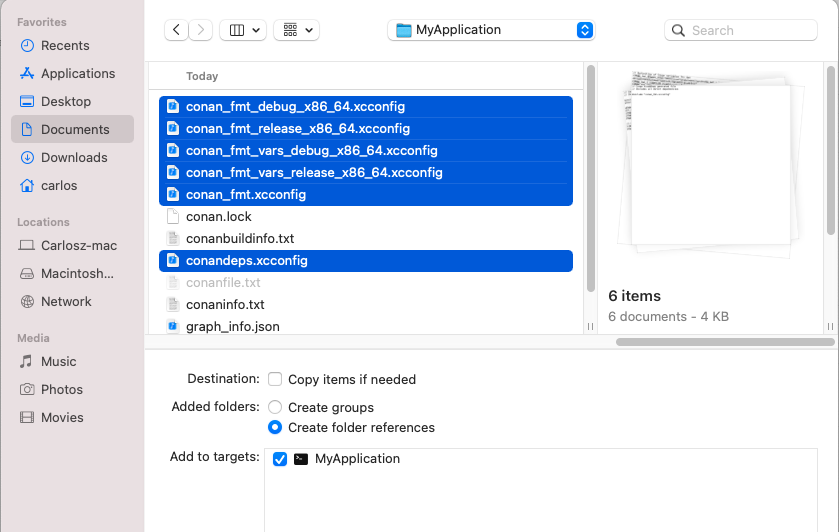 Favorites
Recents
Applications
Desktop
Documents
Downloads
carlos
Locations
Carlosz-mac
Macintosh...
Network
Media
Music
Photos
Movies
MyApplication
Search
Today
conan_fmt_debug_x86_64.xcconfig
conan_fmt_release_x86_64.xcconfig
conan_fmt_vars_debug_x86_64.xcconfig
conan_fmt_vars_release_x86_64.xcconfig
conan_fmt.xcconfig
conan.lock
conanbuildinfo.txt
conandeps.xcconfig
conanfile.txt
conaninfo.txt
graph_info.json
6 items
6 documents - 4 KB
Destination: Copy items if needed
Added folders: Create groups
Create folder references
Add to targets: MyApplication